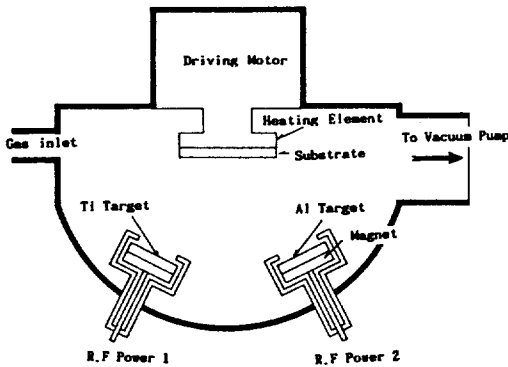 Driving Motor
Heating Element
Gas inlet
To Vacuum Pump
Substrate
Ti Target
Al Target
Magnet
R.F Power 1
R.F Power 2